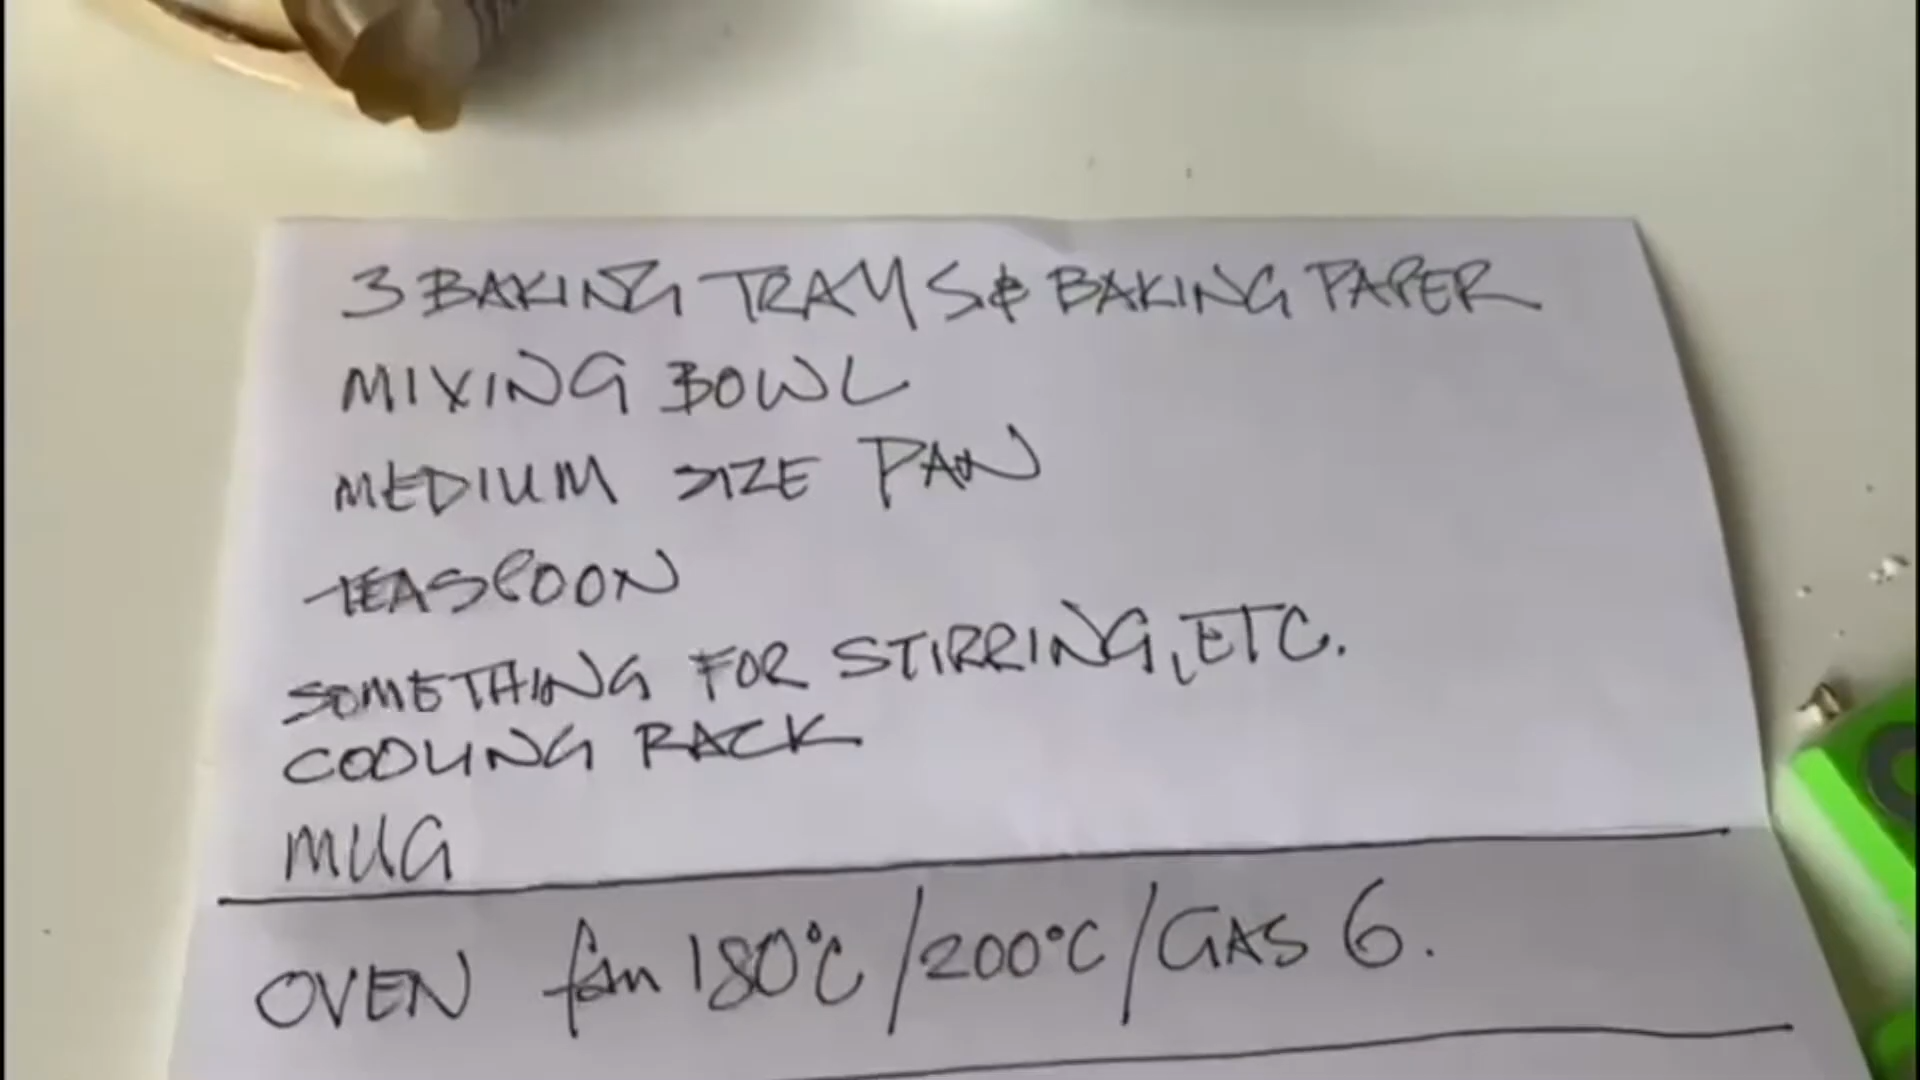 3 BAKING TRAYS & BAKING PAPER
MIXING BOWL
MEDIUM SIZE PAN
TEASPOON
SOMETHING FOR STIRRING, ETC.
COOLING RACK
MUG
OVEN fan 180°C / 200°C / GAS 6.